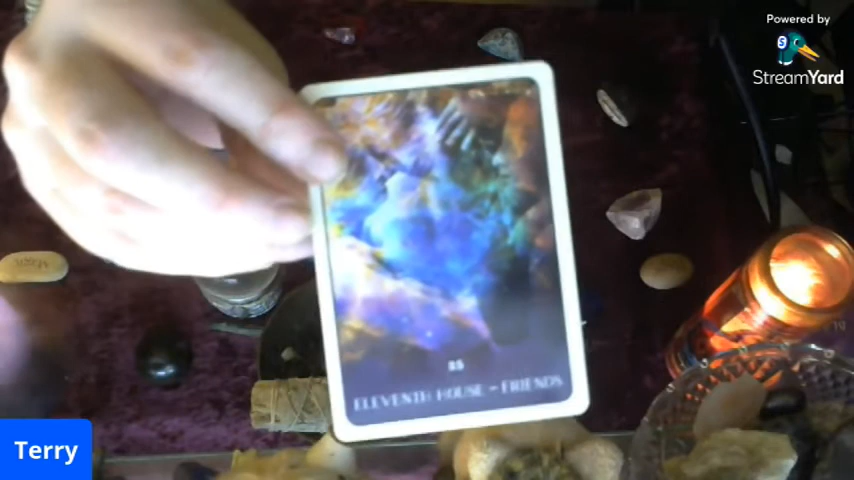 Powered by
StreamYard
85
ELEVENTH HOUSE - FRIENDS
Terry